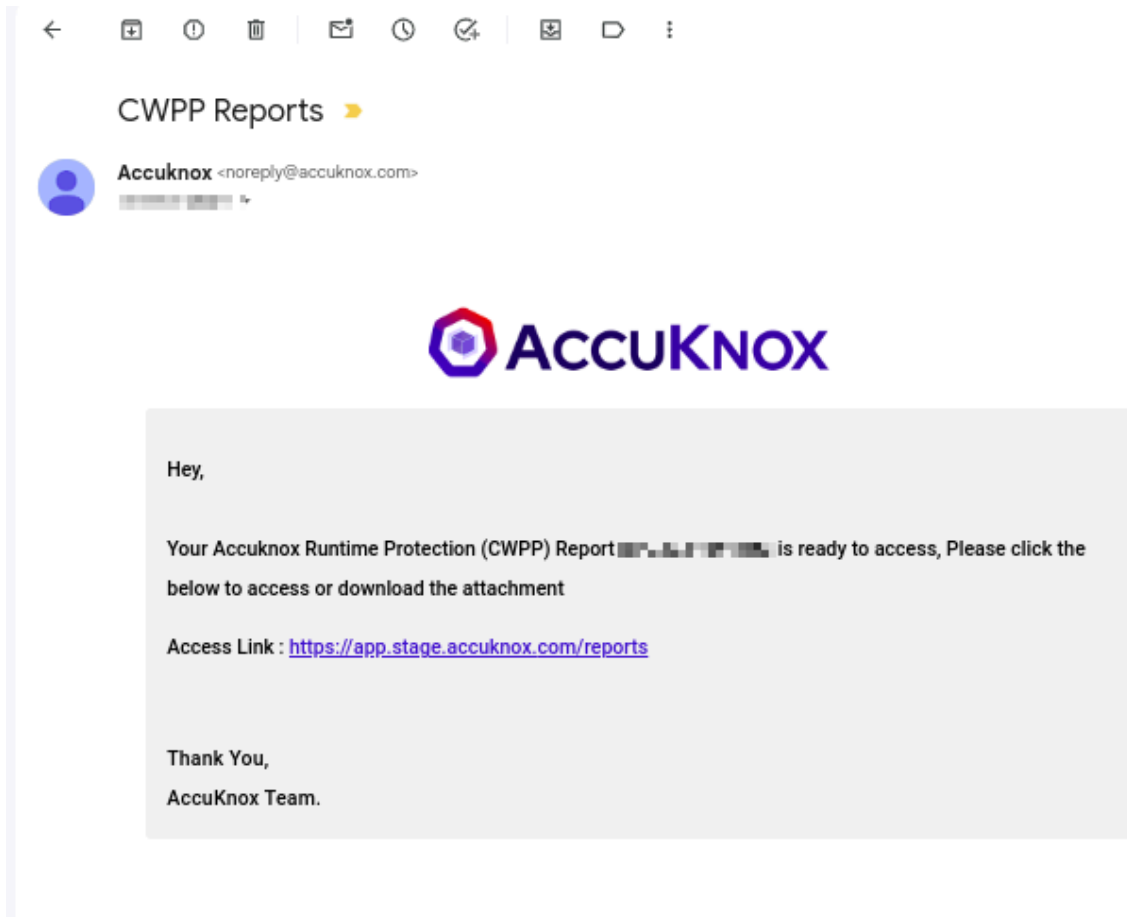 CWPP Reports
Accuknox <noreply@accuknox.com>
ACCUKNOX
Hey,
Your Accuknox Runtime Protection (CWPP) Report is ready to access, Please click the
below to access or download the attachment
Access Link : https://app.stage.accuknox.com/reports
Thank You,
AccuKnox Team.